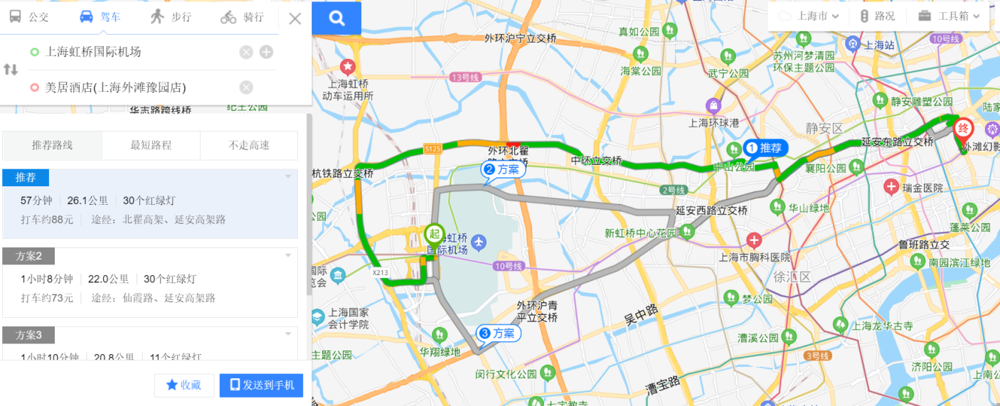 公交 驾车 步行 骑行
上海虹桥国际机场
美居酒店(上海外滩豫园店)
华志路跨线桥
纪王公园
推荐路线 最短路程 不走高速
推荐
57分钟 26.1公里 30个红绿灯
打车约88元 途经：北翟高架、延安高架路
方案2
1小时8分钟 22.0公里 30个红绿灯
打车约73元 途经：仙霞路、延安高架路
方案3
1小时10分钟 20.8公里 11个红绿灯
收藏 发送到手机
上海市 路况 工具箱
外环沪宁立交桥
真如公园
海棠公园
武宁公园
苏州河梦清园
环保主题公园
上海站
10号线
13号线
上海虹桥
动车运用所
上海环球港
静安雕塑公园
陆家
静安区
终
外滩幻影
延安东路立交桥
S125
外环北翟
路立交桥
中环立交桥
1 推荐
中山公园
襄阳公园
杭铁路立交桥
2 方案
2号线
瑞金医院
公园
延安西路立交桥
华山绿地
蓬莱公园
起
上海虹桥
国际机场
新虹桥中心花园
上海市胸科医院
鲁班路立交
南园滨江绿地
X213
10号线
国际
览会
徐汇区
外环沪青
平立交桥
梦公园
吴中路
上海国家
会计学院
3 方案
漕溪公园
上海龙华古寺
主题公园
华翔绿地
3号线
闵行文化公园
漕宝路
济阳公园
上南公
七宝教寺